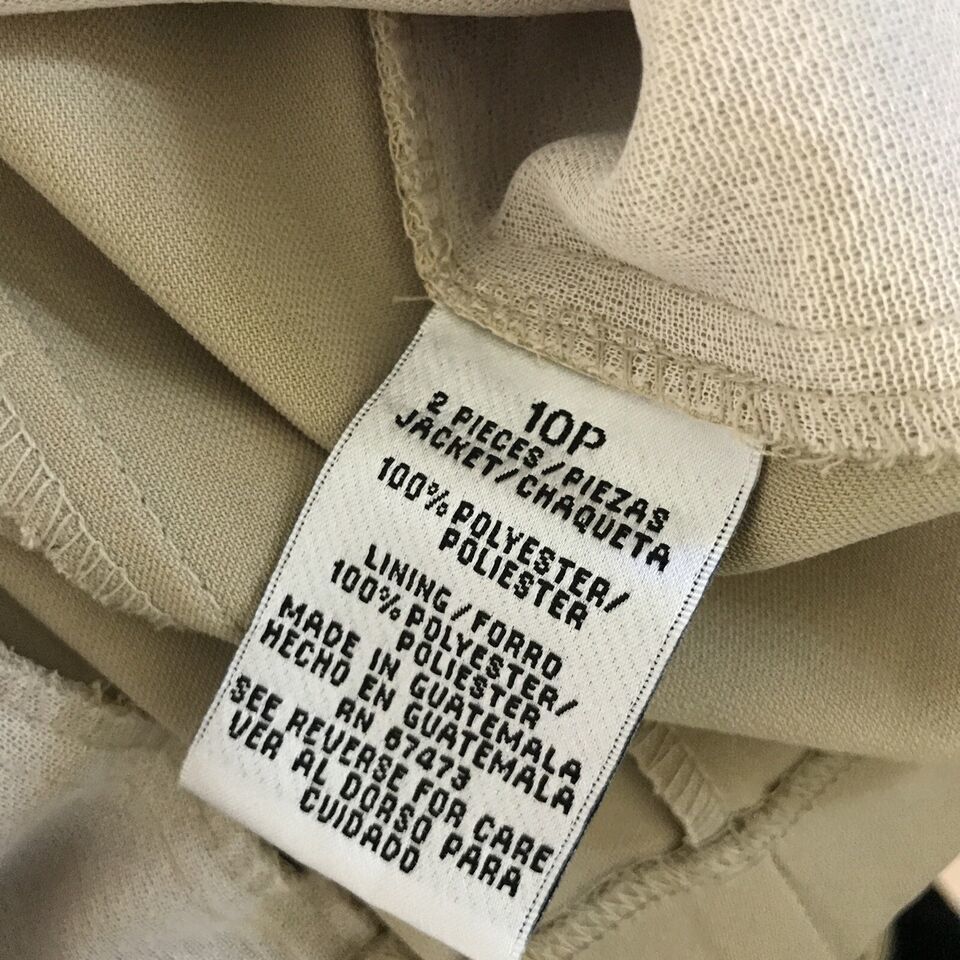 10P
2 PIECES/PIEZAS
JACKET/CHAQUETA
100% POLYESTER/
POLIESTER
LINING/FORRO
100% POLYESTER/
POLIESTER
MADE IN GUATEMALA
HECHO EN GUATEMALA
RN 67473
SEE REVERSE FOR CARE
VER AL DORSO PARA
CUIDADO